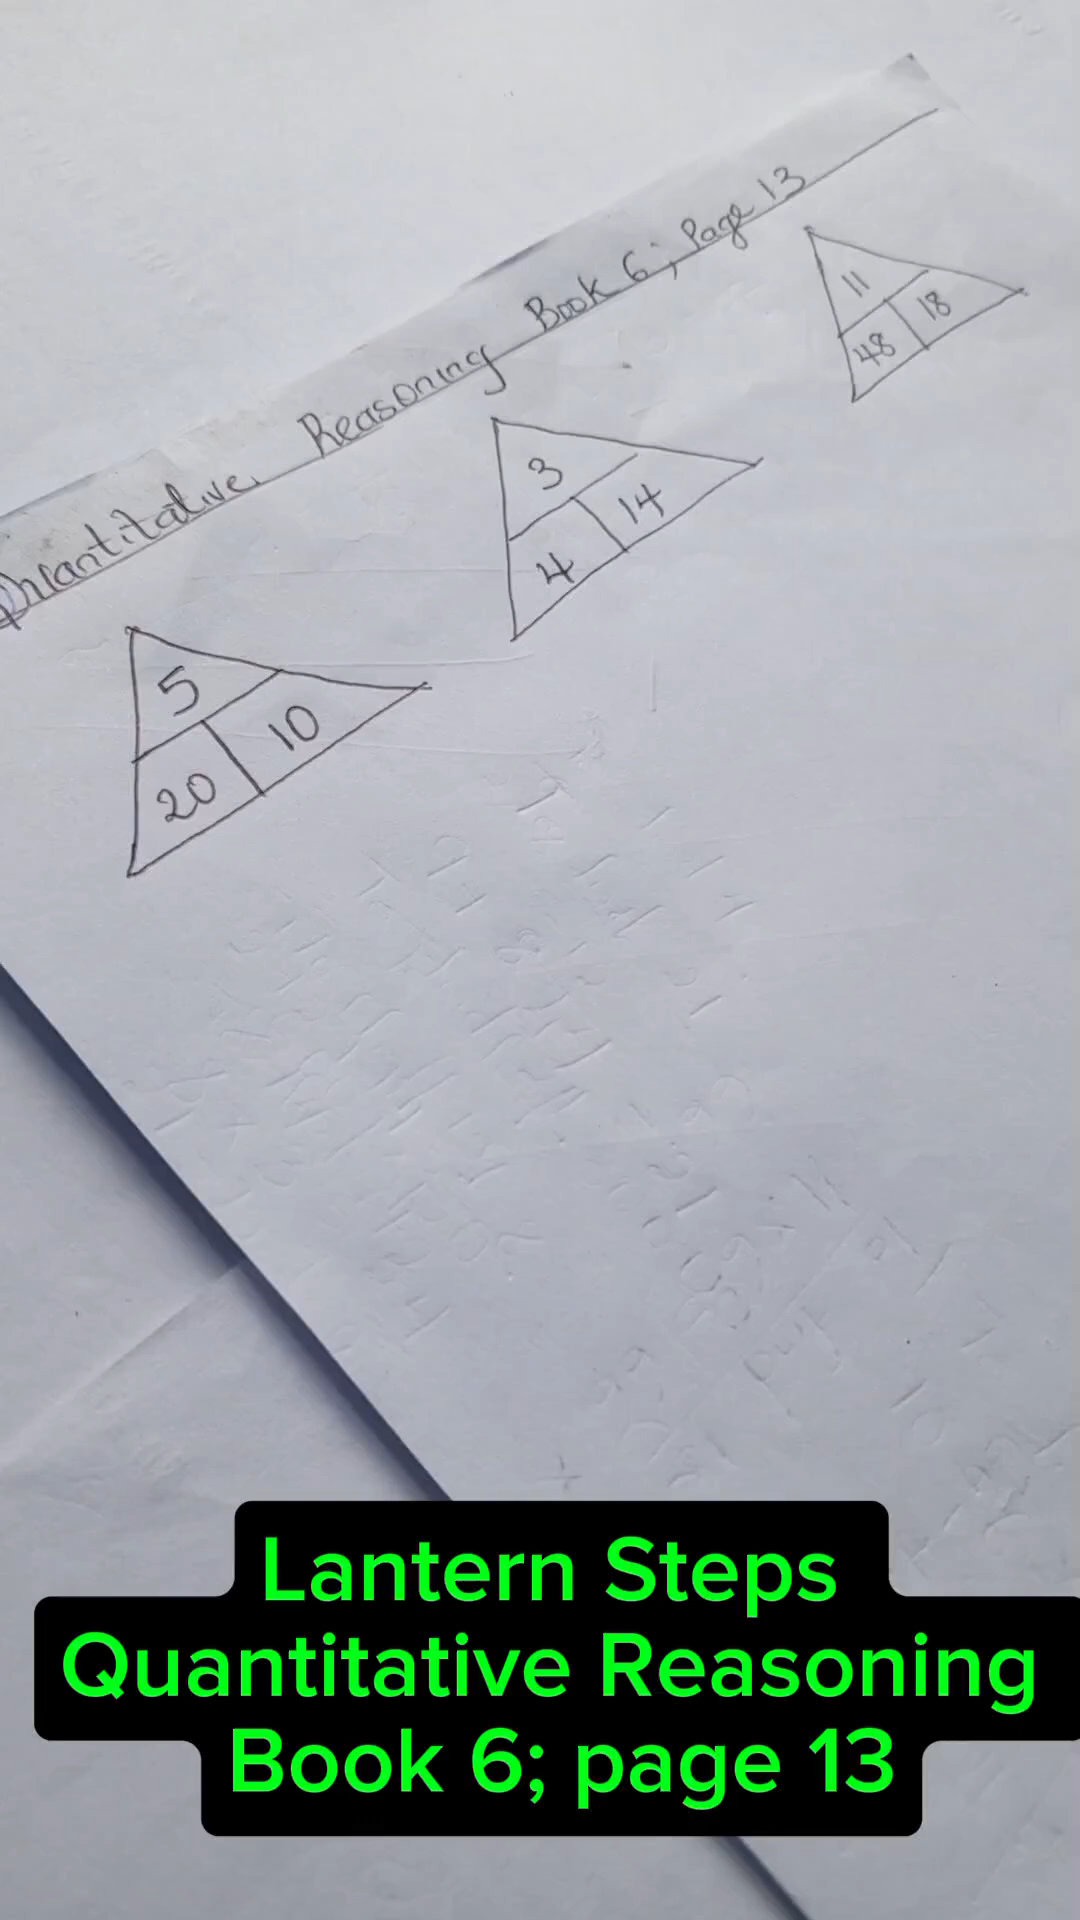 Quantitative Reasoning Book 6; Page 13
5
20 10
3
4 14
11
48 18
Lantern Steps
Quantitative Reasoning
Book 6; page 13